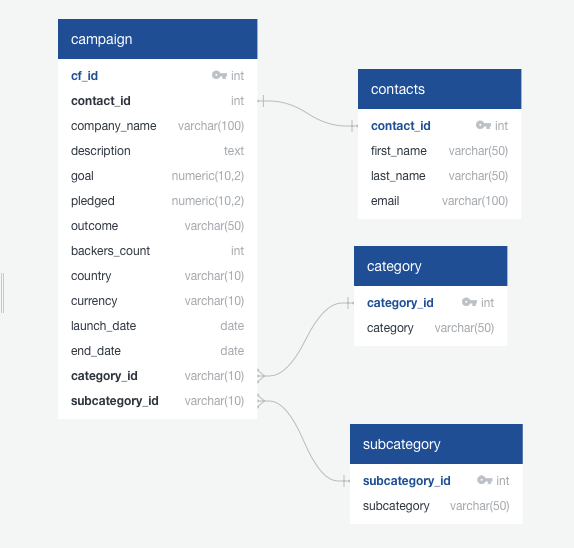 campaign
cf_id int
contact_id int
company_name varchar(100)
description text
goal numeric(10,2)
pledged numeric(10,2)
outcome varchar(50)
backers_count int
country varchar(10)
currency varchar(10)
launch_date date
end_date date
category_id varchar(10)
subcategory_id varchar(10)
contacts
contact_id int
first_name varchar(50)
last_name varchar(50)
email varchar(100)
category
category_id int
category varchar(50)
subcategory
subcategory_id int
subcategory varchar(50)